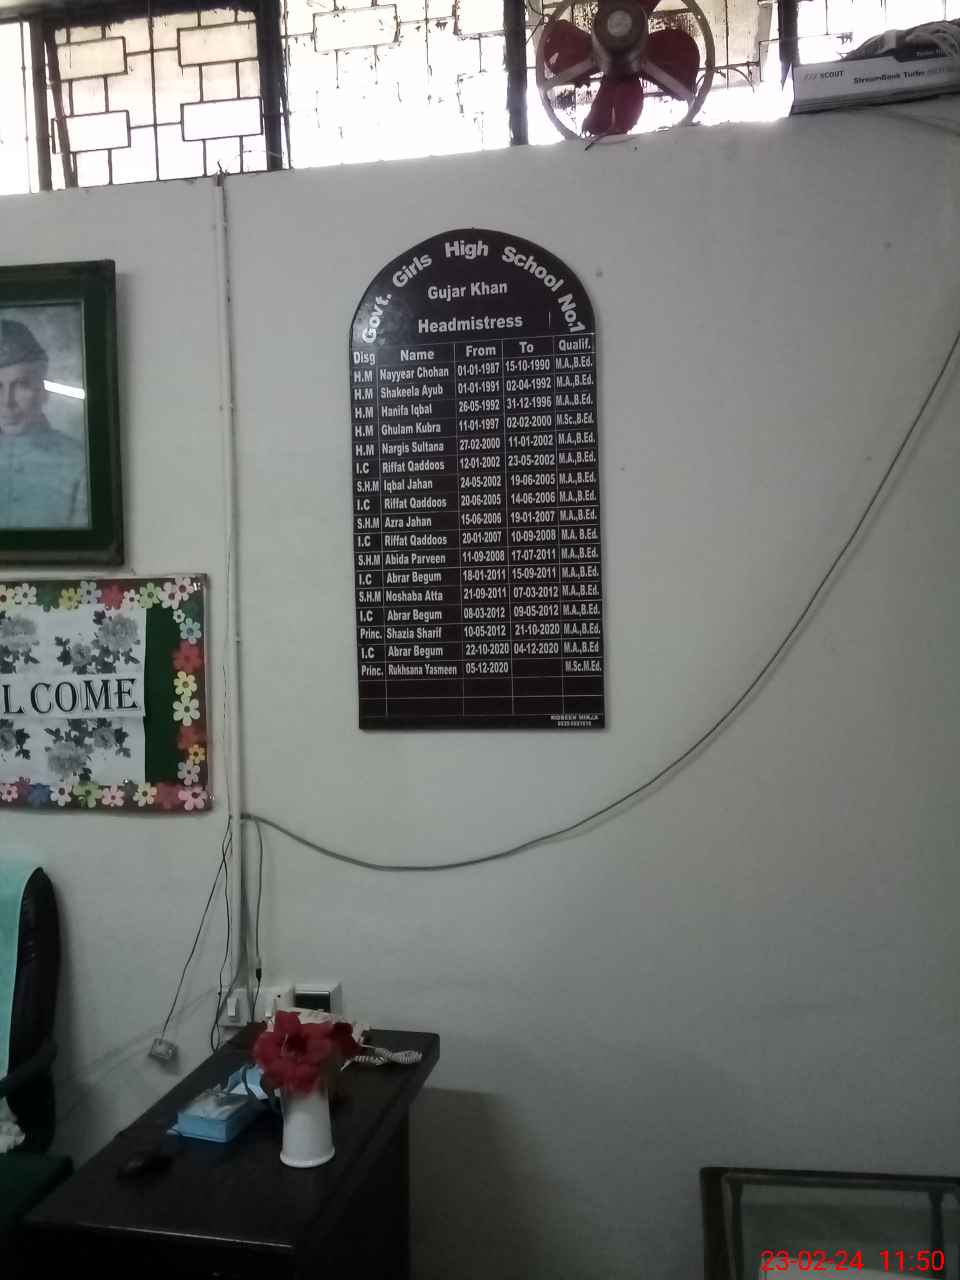 SCOUT
StreamBank Turbo
Govt. Girls High School No.1
Gujar Khan
Headmistress
Disg Name From To Qualif.
H.M Nayyear Chohan 01-01-1987 15-10-1990 M.A.,B.Ed.
H.M Shakeela Ayub 01-01-1991 02-04-1992 M.A.,B.Ed.
H.M Hanifa Iqbal 26-05-1992 31-12-1996 M.A.,B.Ed.
H.M Ghulam Kubra 11-01-1997 02-02-2000 M.Sc.,B.Ed.
H.M Nargis Sultana 27-02-2000 11-01-2002 M.A.,B.Ed.
I.C Riffat Qaddoos 12-01-2002 23-05-2002 M.A.,B.Ed.
S.H.M Iqbal Jahan 24-05-2002 19-06-2005 M.A.,B.Ed.
I.C Riffat Qaddoos 20-06-2005 14-06-2006 M.A.,B.Ed.
S.H.M Azra Jahan 15-06-2006 19-01-2007 M.A.,B.Ed.
I.C Riffat Qaddoos 20-01-2007 10-09-2008 M.A. B.Ed.
S.H.M Abida Parveen 11-09-2008 17-07-2011 M.A.,B.Ed.
I.C Abrar Begum 18-01-2011 15-09-2011 M.A.,B.Ed.
S.H.M Noshaba Atta 21-09-2011 07-03-2012 M.A.,B.Ed.
I.C Abrar Begum 08-03-2012 09-05-2012 M.A.,B.Ed.
Princ. Shazia Sharif 10-05-2012 21-10-2020 M.A.,B.Ed.
I.C Abrar Begum 22-10-2020 04-12-2020 M.A.,B.Ed
Princ. Rukhsana Yasmeen 05-12-2020 M.Sc.M.Ed.
LCOME
23-02-24 11:50